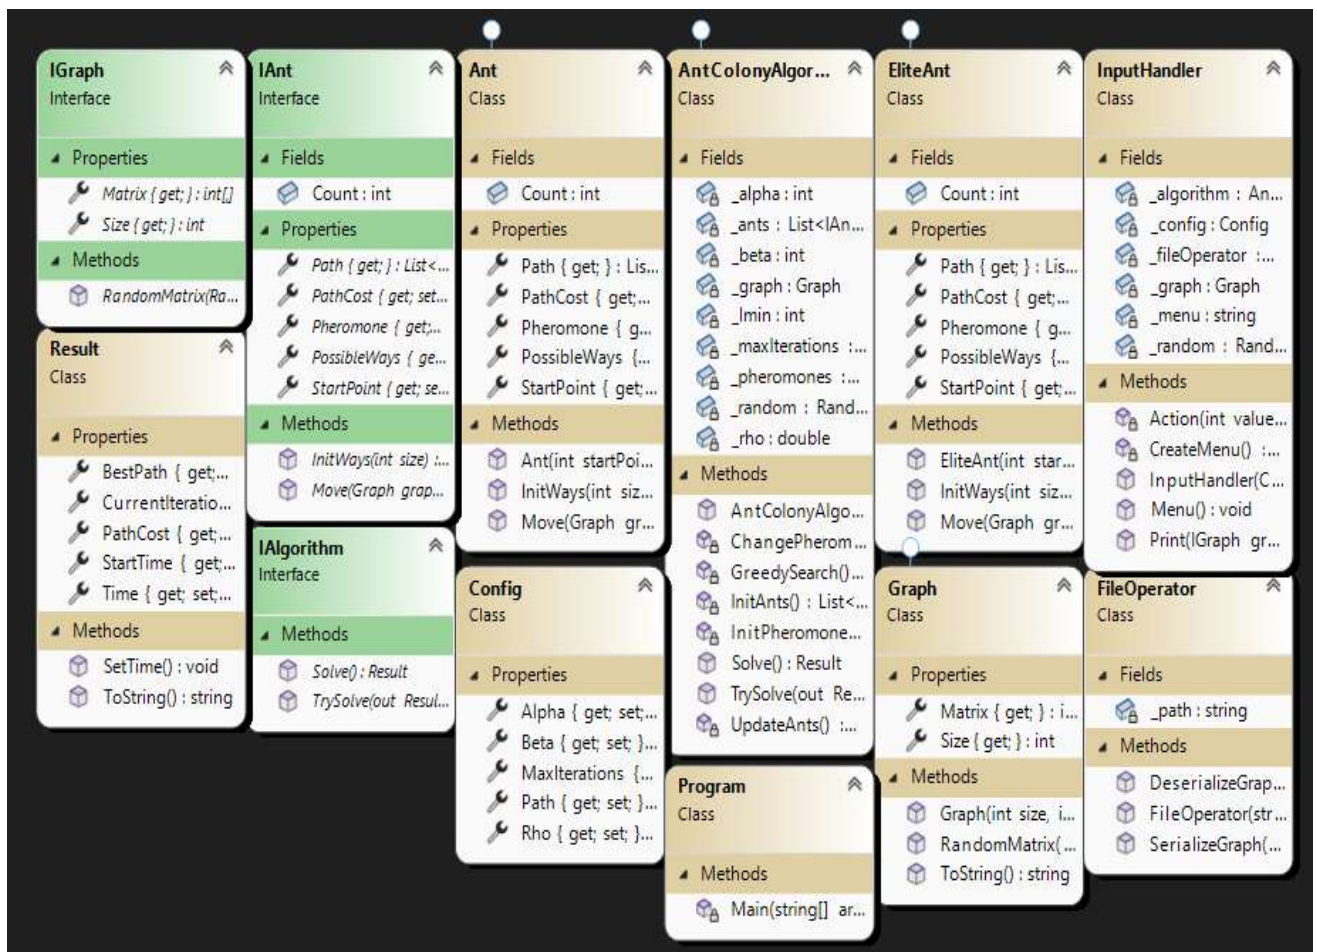 IGraph
Interface
Properties
Matrix { get; } : int[,]
Size { get; } : int
Methods
RandomMatrix(Ra...
Result
Class
Properties
BestPath { get;...
CurrentIteratio...
PathCost { get;...
StartTime { get;...
Time { get; set;...
Methods
SetTime() : void
ToString() : string
IAnt
Interface
Fields
Count : int
Properties
Path { get; } : List<...
PathCost { get; set...
Pheromone { get;...
PossibleWays { ge...
StartPoint { get; se...
Methods
InitWays(int size) :...
Move(Graph grap...
IAlgorithm
Interface
Methods
Solve() : Result
TrySolve(out Resul...
Ant
Class
Fields
Count : int
Properties
Path { get; } : Lis...
PathCost { get;...
Pheromone { g...
PossibleWays {...
StartPoint { get;...
Methods
Ant(int startPoi...
InitWays(int siz...
Move(Graph gr...
Config
Class
Properties
Alpha { get; set;...
Beta { get; set; }...
MaxIterations {...
Path { get; set; }...
Rho { get; set; }...
AntColonyAlgor...
Class
Fields
_alpha : int
_ants : List<IAn...
_beta : int
_graph : Graph
_lmin : int
_maxIterations :...
_pheromones :...
_random : Rand...
_rho : double
Methods
AntColonyAlgo...
ChangePherom...
GreedySearch()...
InitAnts() : List<...
InitPheromone...
Solve() : Result
TrySolve(out Re...
UpdateAnts() :...
Program
Class
Methods
Main(string[] ar...
EliteAnt
Class
Fields
Count : int
Properties
Path { get; } : Lis...
PathCost { get;...
Pheromone { g...
PossibleWays {...
StartPoint { get;...
Methods
EliteAnt(int star...
InitWays(int siz...
Move(Graph gr...
Graph
Class
Properties
Matrix { get; } : i...
Size { get; } : int
Methods
Graph(int size, i...
RandomMatrix(...
ToString() : string
InputHandler
Class
Fields
_algorithm : An...
_config : Config
_fileOperator :...
_graph : Graph
_menu : string
_random : Rand...
Methods
Action(int value...
CreateMenu() :...
InputHandler(C...
Menu() : void
Print(IGraph gr...
FileOperator
Class
Fields
_path : string
Methods
DeserializeGrap...
FileOperator(str...
SerializeGraph(...